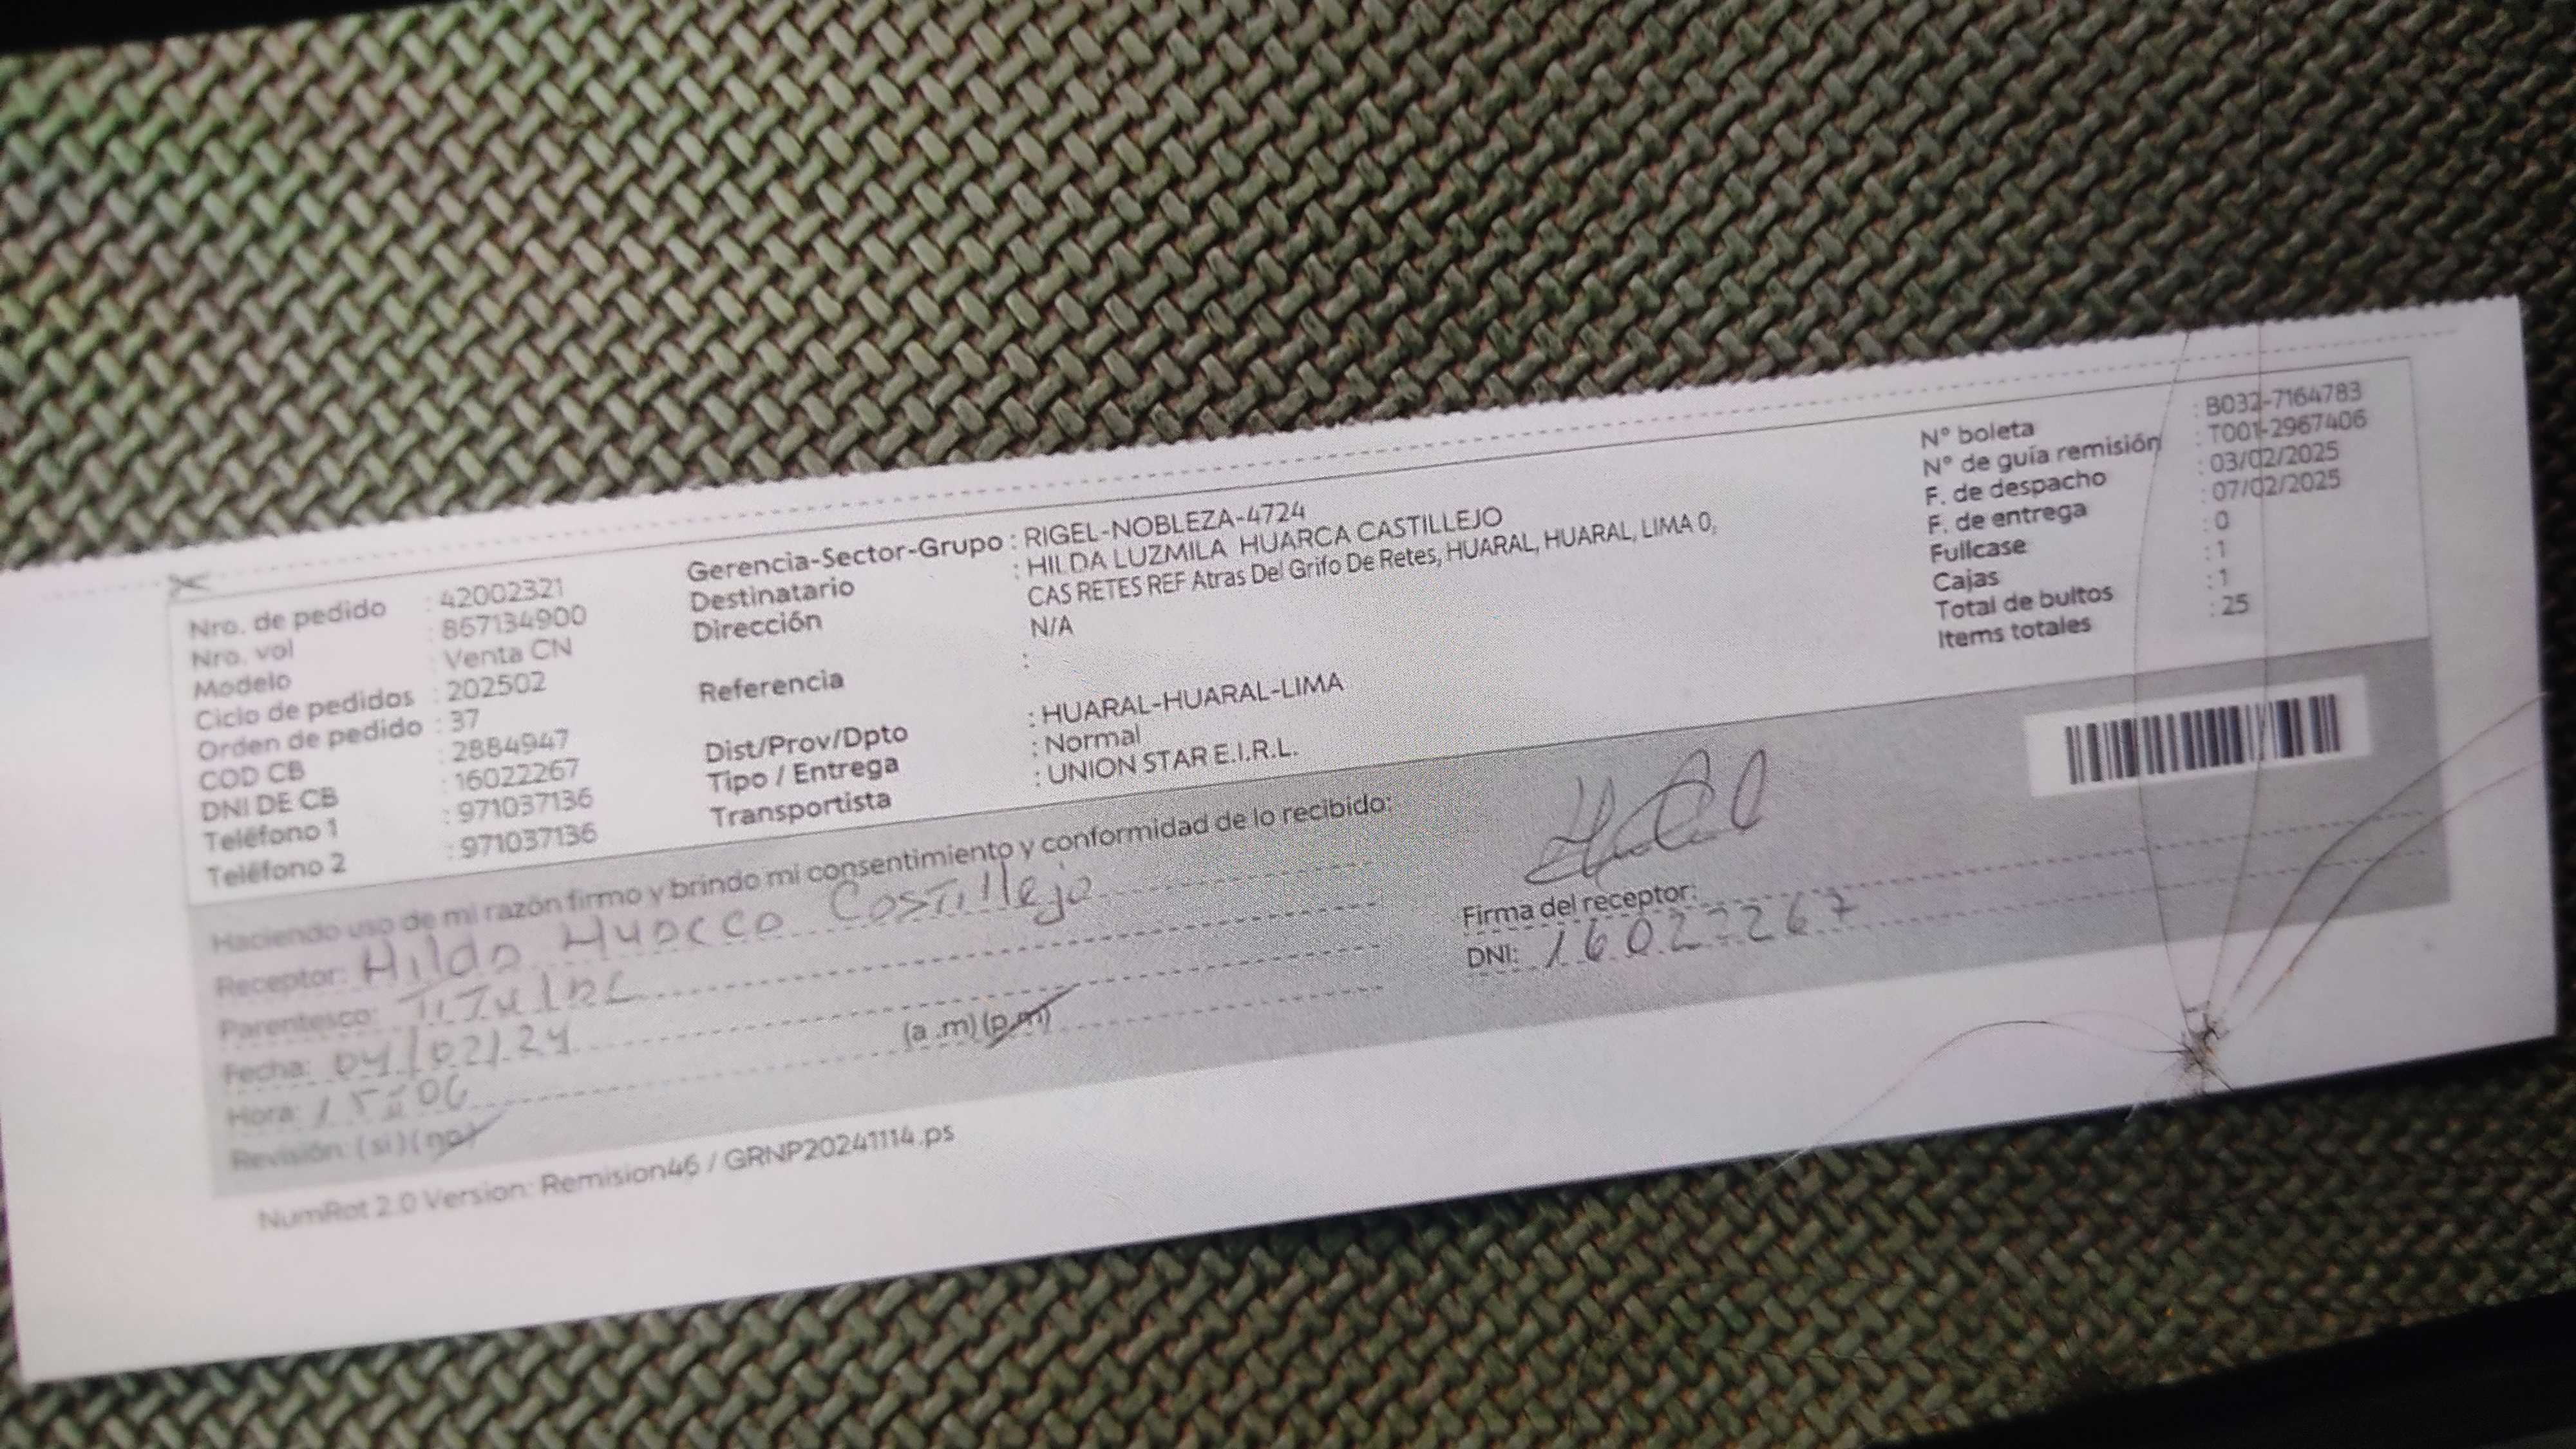 Nro. de pedido : 42002321
Nro. vol : 867134900
Modelo : Venta CN
Ciclo de pedidos : 202502
Orden de pedido : 37
COD CB : 2884947
DNI DE CB : 16022267
Teléfono 1 : 971037136
Teléfono 2 : 971037136
Gerencia-Sector-Grupo : RIGEL-NOBLEZA-4724
Destinatario : HILDA LUZMILA HUARCA CASTILLEJO
Dirección : CAS RETES REF Atras Del Grifo De Retes, HUARAL, HUARAL, LIMA 0,
N/A
Referencia :
Dist/Prov/Dpto : HUARAL-HUARAL-LIMA
Tipo / Entrega : Normal
Transportista : UNION STAR E.I.R.L.
N° boleta : B032-7164783
N° de guía remisión : T001-2967406
F. de despacho : 03/02/2025
F. de entrega : 07/02/2025
Fullcase : 0
Cajas : 1
Total de bultos : 1
Items totales : 25
Haciendo uso de mi razón firmo y brindo mi consentimiento y conformidad de lo recibido:
Receptor: Hilda Huacca Castillejo
Parentesco: TiTular
Fecha: 04/02/24
Hora: 15:06 (a .m)(p.m)
Revisión: (si)(no)
Firma del receptor:
DNI: 16022267
NumRot 2.0 Version: Remision46 / GRNP20241114.ps